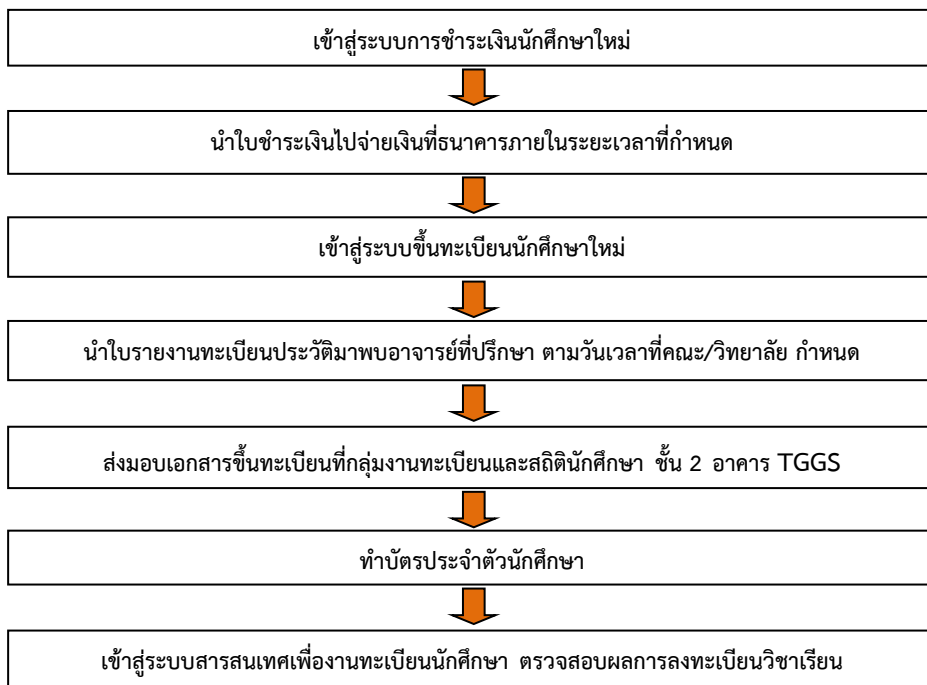 เข้าสู่ระบบการชำระเงินนักศึกษาใหม่
นำใบชำระเงินไปจ่ายเงินที่ธนาคารภายในระยะเวลาที่กำหนด
เข้าสู่ระบบขึ้นทะเบียนนักศึกษาใหม่
นำใบรายงานทะเบียนประวัติมาพบอาจารย์ที่ปรึกษา ตามวันเวลาที่คณะ/วิทยาลัย กำหนด
ส่งมอบเอกสารขึ้นทะเบียนที่กลุ่มงานทะเบียนและสถิตินักศึกษา ชั้น 2 อาคาร TGGS
ทำบัตรประจำตัวนักศึกษา
เข้าสู่ระบบสารสนเทศเพื่องานทะเบียนนักศึกษา ตรวจสอบผลการลงทะเบียนวิชาเรียน